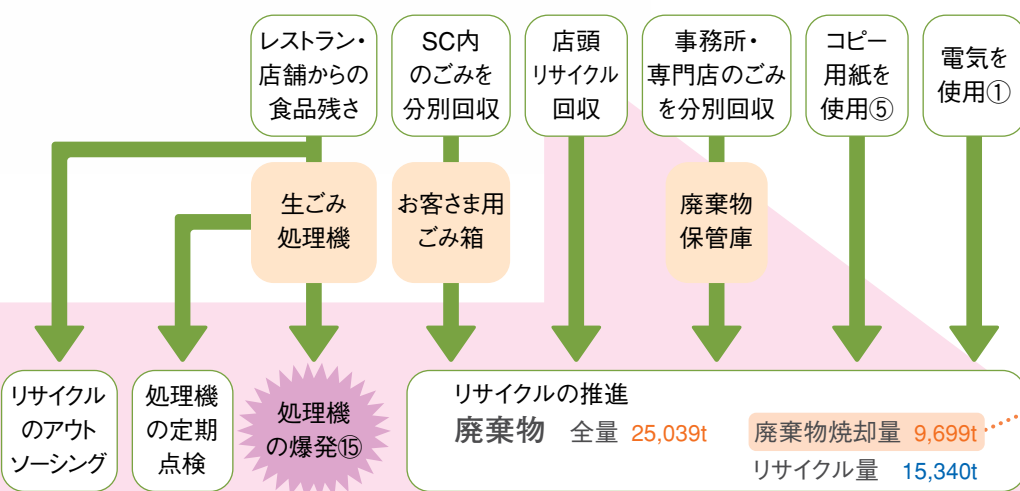 レストラン・
店舗からの
食品残さ
SC内
のごみを
分別回収
店頭
リサイクル
回収
事務所・
専門店のごみ
を分別回収
コピー
用紙を
使用⑤
電気を
使用①
生ごみ
処理機
お客さま用
ごみ箱
廃棄物
保管庫
リサイクル
のアウト
ソーシング
処理機
の定期
点検
処理機
の爆発⑮
リサイクルの推進
廃棄物 全量 25,039t
廃棄物焼却量 9,699t
リサイクル量 15,340t